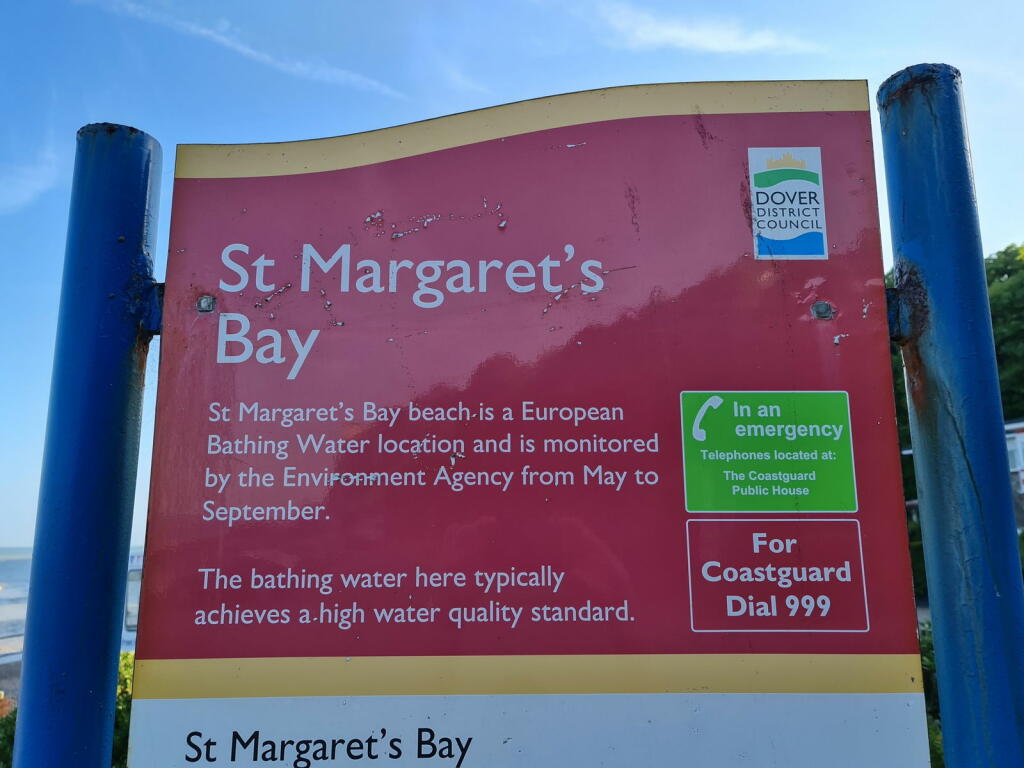 DOVER
DISTRICT
COUNCIL
St Margaret's
Bay
St Margaret's Bay beach is a European
Bathing Water location and is monitored
by the Environment Agency from May to
September.
The bathing water here typically
achieves a high water quality standard.
In an
emergency
Telephones located at:
The Coastguard
Public House
For
Coastguard
Dial 999
St Margaret's Bay